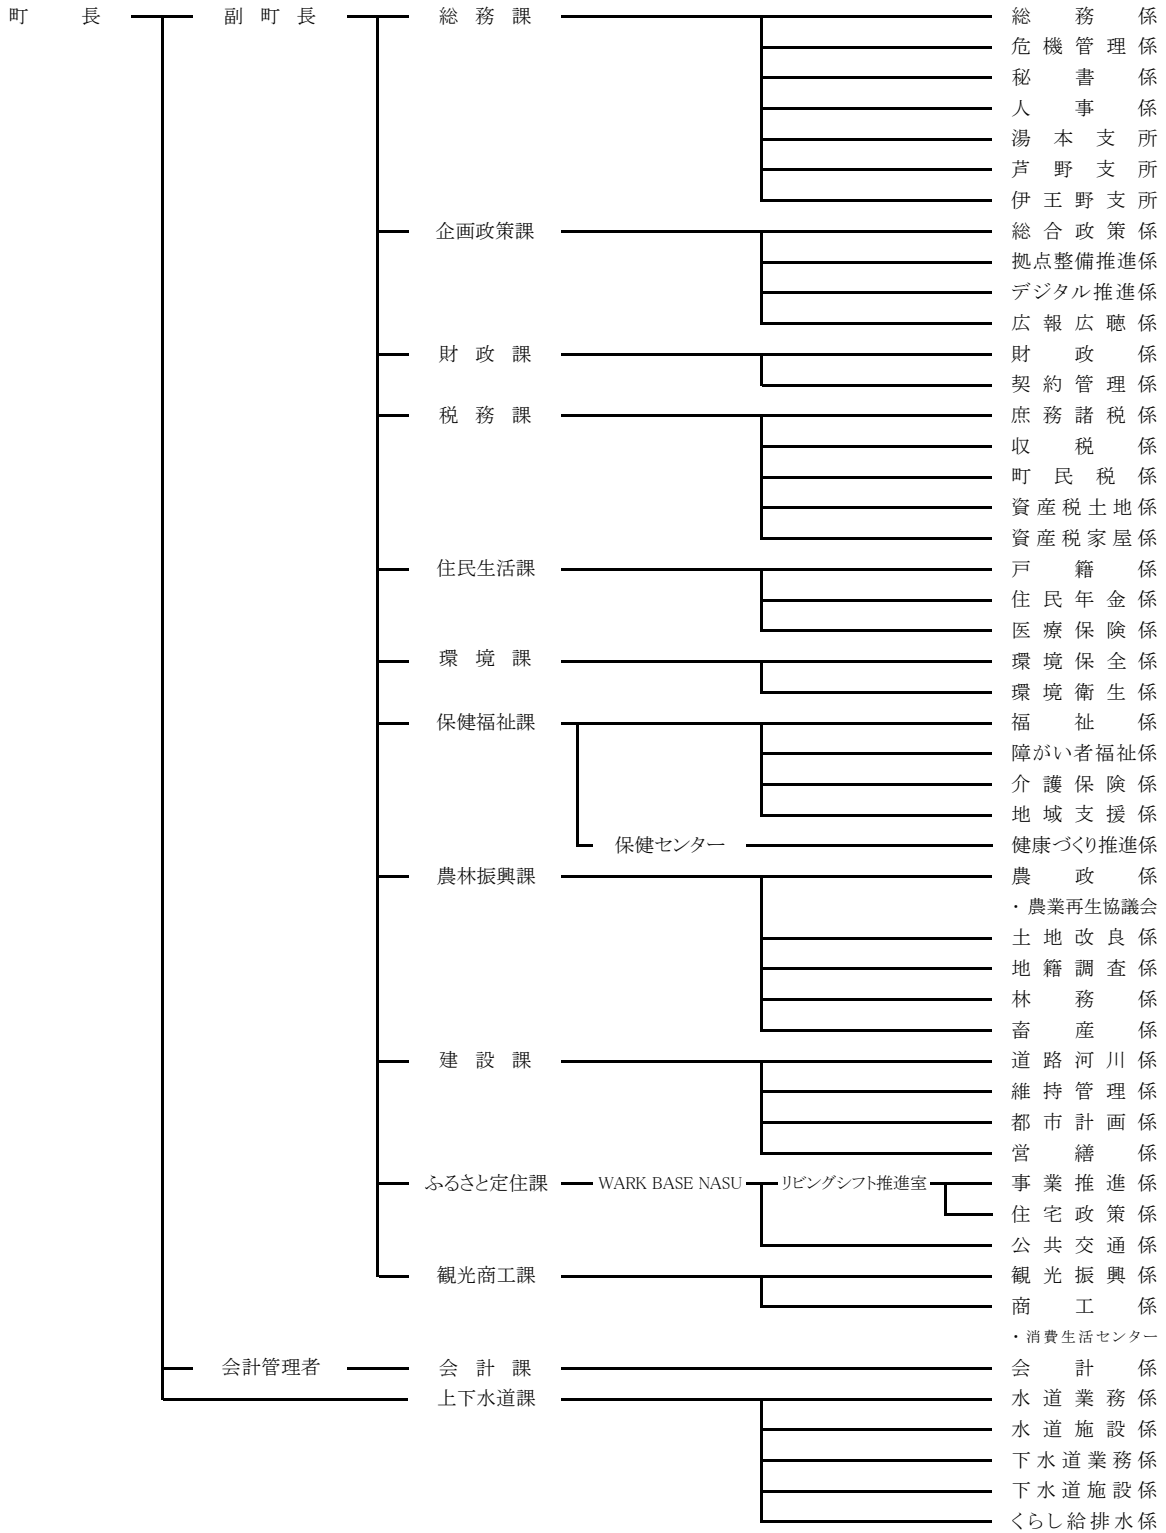 町長 副町長 総務課 総務係
危機管理係
秘書係
人事係
湯本支所
芦野支所
伊王野支所
企画政策課 総合政策係
拠点整備推進係
デジタル推進係
広報広聴係
財政課 財政係
契約管理係
税務課 庶務諸税係
収税係
町民税係
資産税土地係
資産税家屋係
住民生活課 戸籍係
住民年金係
医療保険係
環境課 環境保全係
環境衛生係
保健福祉課 福祉係
障がい者福祉係
介護保険係
地域支援係
保健センター 健康づくり推進係
農林振興課 農政係
・農業再生協議会
土地改良係
地籍調査係
林務係
畜産係
建設課 道路河川係
維持管理係
都市計画係
営繕係
ふるさと定住課 WARK BASE NASU リビングシフト推進室 事業推進係
住宅政策係
公共交通係
観光商工課 観光振興係
商工係
・消費生活センター
会計管理者 会計課 会計係
上下水道課 水道業務係
水道施設係
下水道業務係
下水道施設係
くらし給排水係